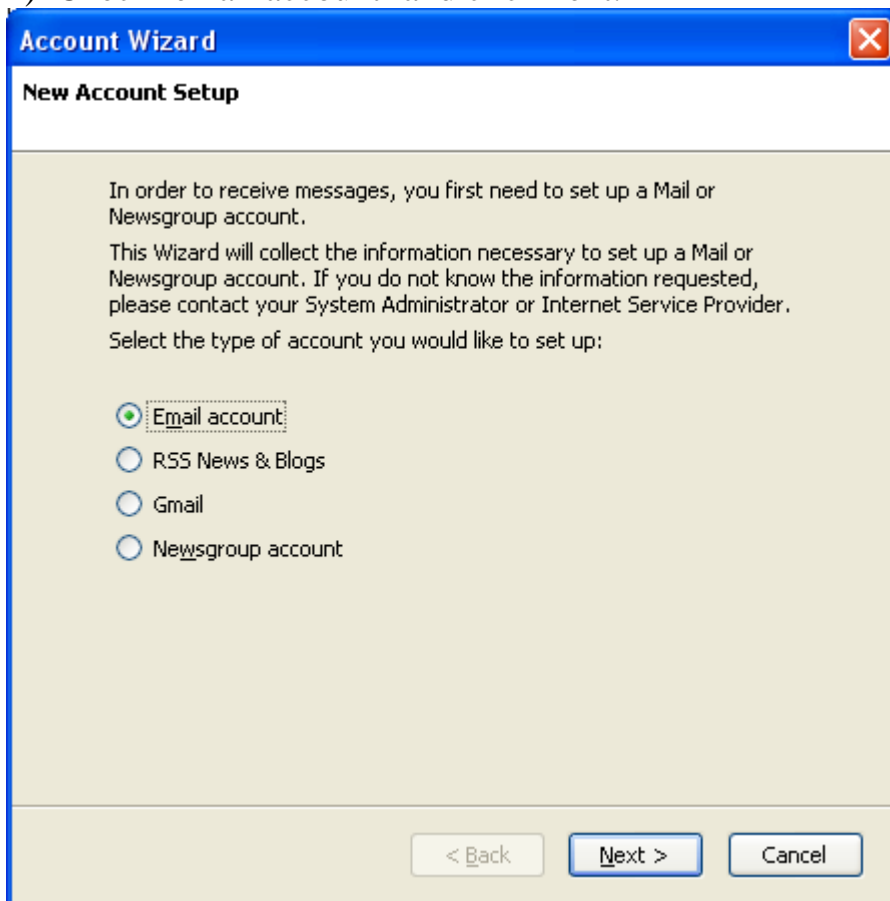 Account Wizard
New Account Setup
In order to receive messages, you first need to set up a Mail or
Newsgroup account.
This Wizard will collect the information necessary to set up a Mail or
Newsgroup account. If you do not know the information requested,
please contact your System Administrator or Internet Service Provider.
Select the type of account you would like to set up:
Email account
RSS News & Blogs
Gmail
Newsgroup account
< Back Next > Cancel